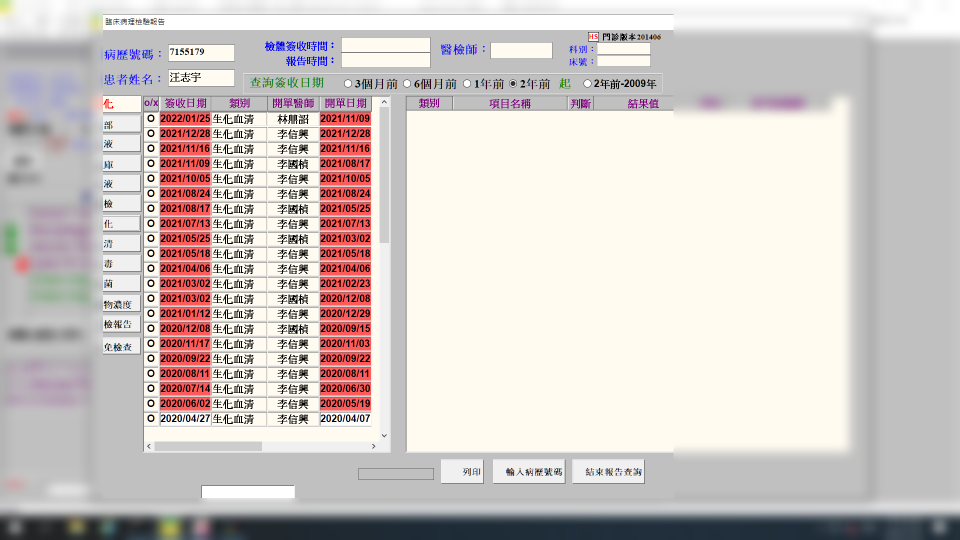 臨床病理檢驗報告
HS 門診版本201406
病歷號碼： 7155179 檢體簽收時間： 醫檢師： 科別：
報告時間： 床號：
患者姓名： 汪志宇 查詢簽收日期 3個月前 6個月前 1年前 2年前 起 2年前-2009年
化 o/x 簽收日期 類別 開單醫師 開單日期 類別 項目名稱 判斷 結果值
O 2022/01/25 生化血清 林鼎韶 2021/11/09
部 O 2021/12/28 生化血清 李信興 2021/12/28
液 O 2021/11/16 生化血清 李信興 2021/11/16
庫 O 2021/11/09 生化血清 李國楨 2021/08/17
液 O 2021/10/05 生化血清 李信興 2021/10/05
O 2021/08/24 生化血清 李信興 2021/08/24
檢 O 2021/08/17 生化血清 李國楨 2021/05/25
化 O 2021/07/13 生化血清 李信興 2021/07/13
清 O 2021/05/25 生化血清 李國楨 2021/03/02
O 2021/05/18 生化血清 李信興 2021/05/18
毒 O 2021/04/06 生化血清 李信興 2021/04/06
菌 O 2021/03/02 生化血清 李信興 2021/02/23
物濃度 O 2021/03/02 生化血清 李國楨 2020/12/08
O 2021/01/12 生化血清 李信興 2020/12/29
檢報告 O 2020/12/08 生化血清 李國楨 2020/09/15
免檢查 O 2020/11/17 生化血清 李信興 2020/11/03
O 2020/09/22 生化血清 李信興 2020/09/22
O 2020/08/11 生化血清 李信興 2020/08/11
O 2020/07/14 生化血清 李信興 2020/06/30
O 2020/06/02 生化血清 李信興 2020/05/19
O 2020/04/27 生化血清 李信興 2020/04/07
列印 輸入病歷號碼 結束報告查詢